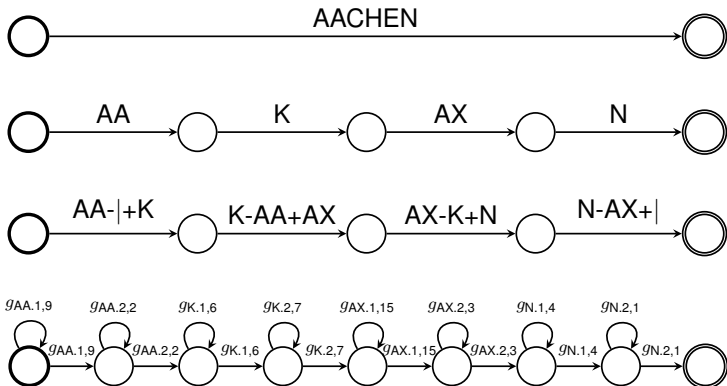 AACHEN
AA K AX N
AA-|+K K-AA+AX AX-K+N N-AX+|
gAA.1,9 gAA.2,2 gK.1,6 gK.2,7 gAX.1,15 gAX.2,3 gN.1,4 gN.2,1
gAA.1,9 gAA.2,2 gK.1,6 gK.2,7 gAX.1,15 gAX.2,3 gN.1,4 gN.2,1